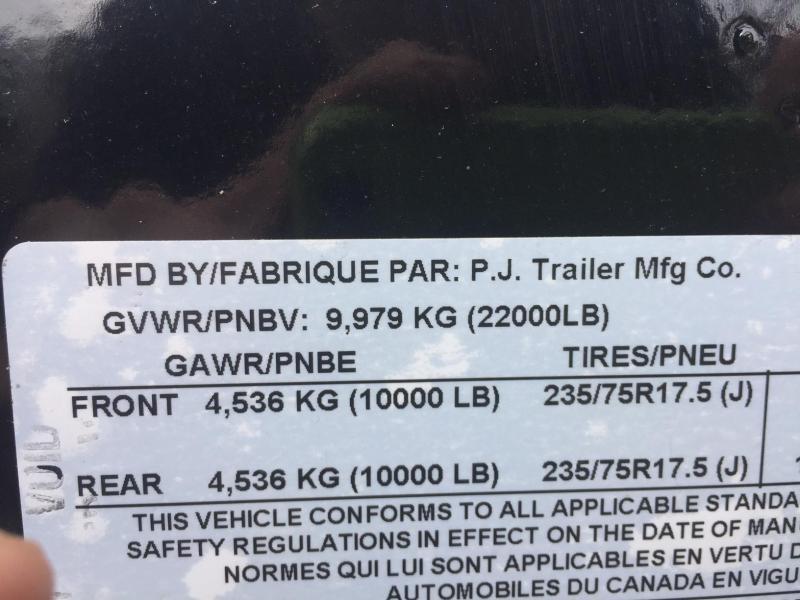 MFD BY/FABRIQUE PAR: P.J. Trailer Mfg Co.
GVWR/PNBV: 9,979 KG (22000LB)
GAWR/PNBE TIRES/PNEU
FRONT 4,536 KG (10000 LB) 235/75R17.5 (J)
REAR 4,536 KG (10000 LB) 235/75R17.5 (J)
THIS VEHICLE CONFORMS TO ALL APPLICABLE STANDA
SAFETY REGULATIONS IN EFFECT ON THE DATE OF MAN
NORMES QUI LUI SONT APPLICABLES EN VERTU D
AUTOMOBILES DU CANADA EN VIGU
VOID